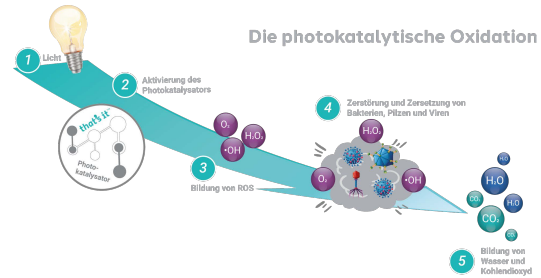 Die photokatalytische Oxidation
1 Licht
2 Aktivierung des
Photokatalysators
that's it
Photo-
katalysator
O₂
H₂O₂
•OH
3
Bildung von ROS
4 Zerstörung und Zersetzung von
Bakterien, Pilzen und Viren
H₂O₂
O₂
•OH
H₂O
H₂O
CO₂
H₂O
CO₂
CO₂
5 Bildung von
Wasser und
Kohlendioxyd